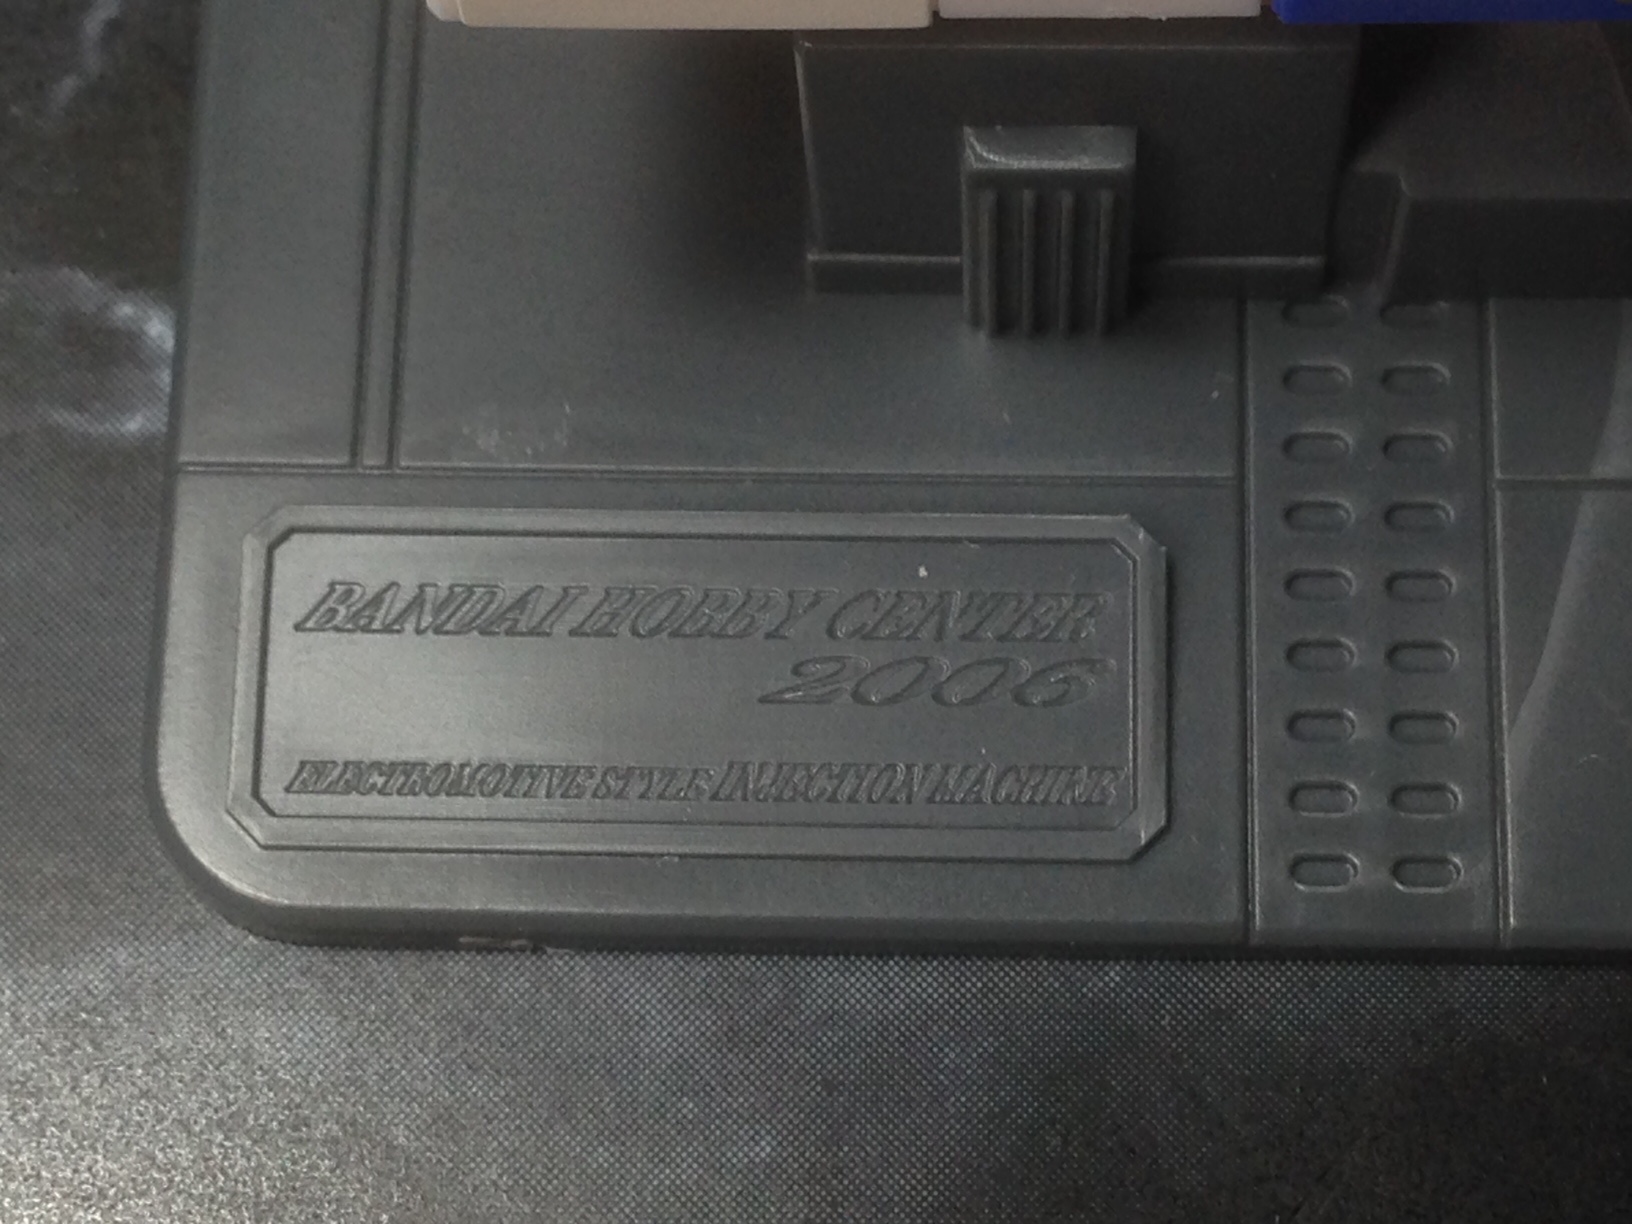 BANDAI HOBBY CENTER
2006
ELECTROMOTIVE STYLE INJECTION MACHINE